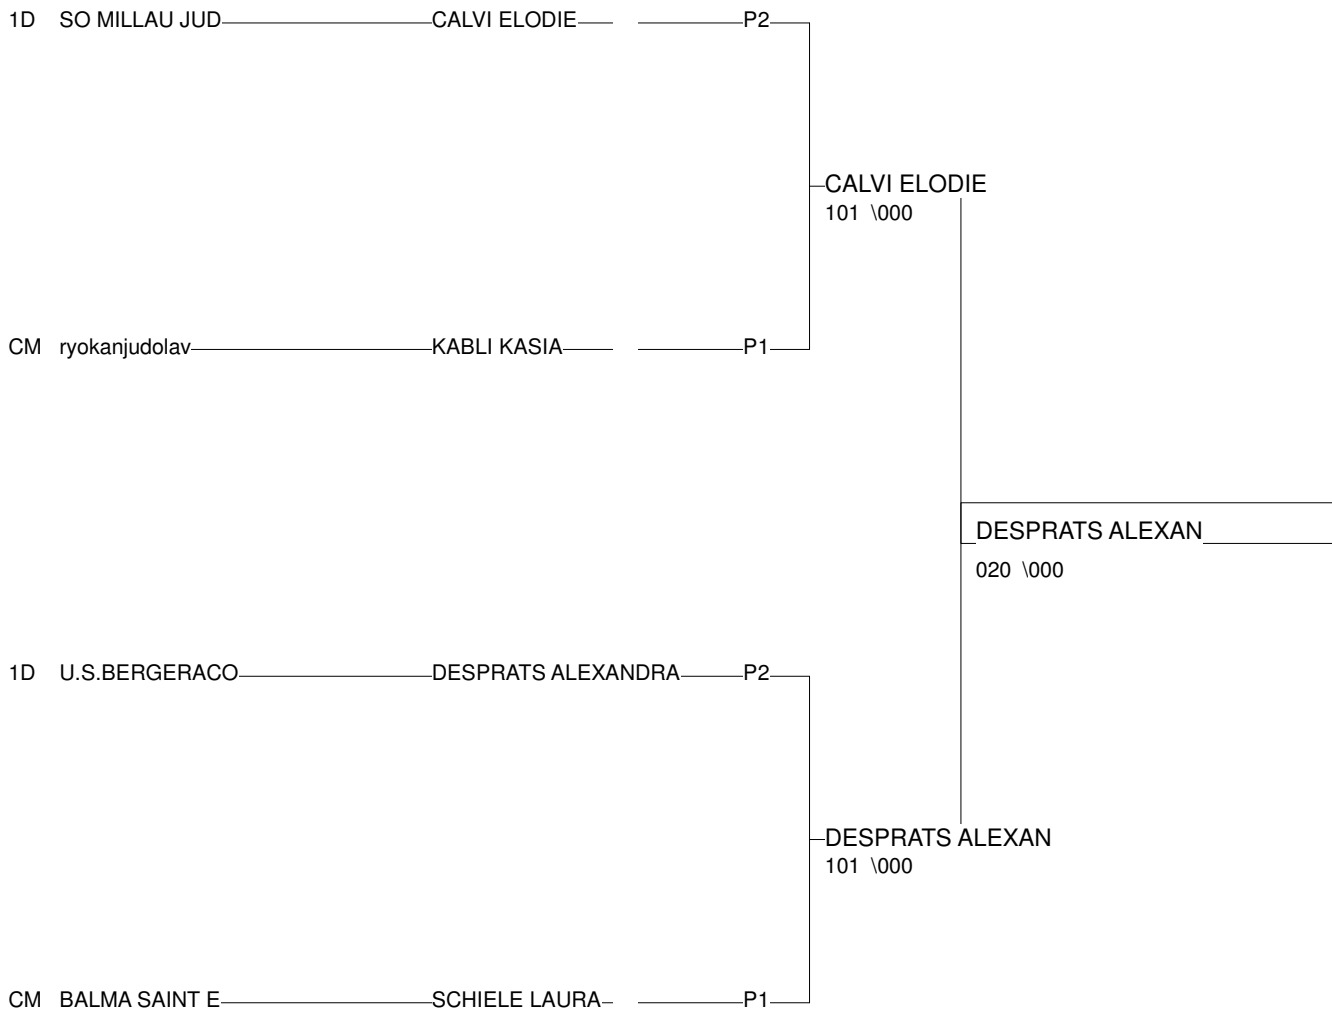 1D SO MILLAU JUD CALVI ELODIE P2
CALVI ELODIE
101 \000
CM ryokanjudolav KABLI KASIA P1
DESPRATS ALEXAN
020 \000
1D U.S.BERGERACO DESPRATS ALEXANDRA P2
DESPRATS ALEXAN
101 \000
CM BALMA SAINT E SCHIELE LAURA P1